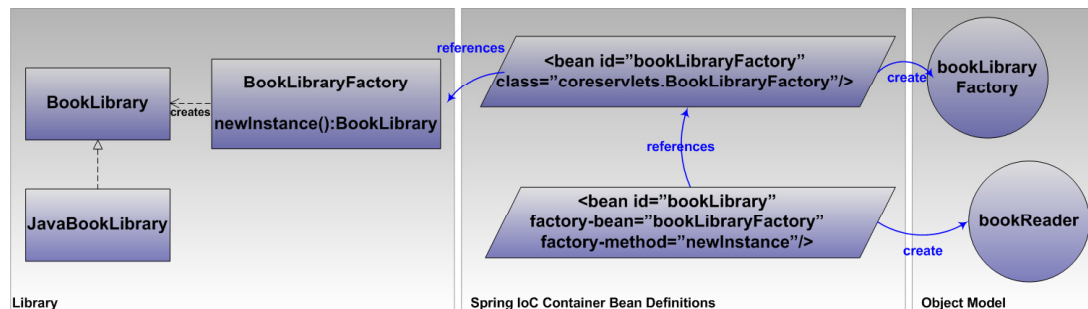 BookLibrary
creates
BookLibraryFactory
newInstance():BookLibrary
JavaBookLibrary
Library
references
<bean id=”bookLibraryFactory”
class=”coreservlets.BookLibraryFactory”/>
references
<bean id=”bookLibrary”
factory-bean=”bookLibraryFactory”
factory-method=”newInstance”/>
Spring IoC Container Bean Definitions
create
bookLibrary
Factory
create
bookReader
Object Model